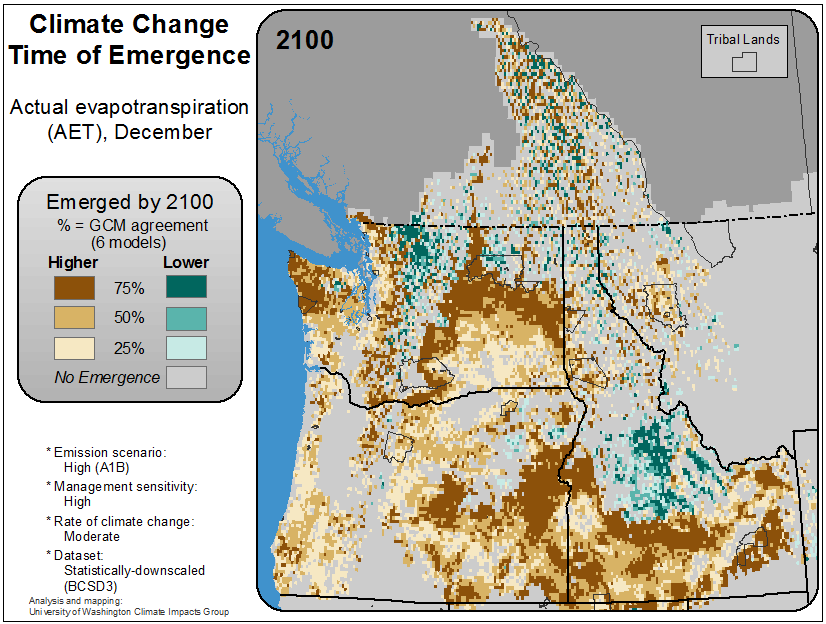 Climate Change
Time of Emergence
Actual evapotranspiration
(AET), December
Emerged by 2100
% = GCM agreement
(6 models)
Higher Lower
75%
50%
25%
No Emergence
* Emission scenario:
High (A1B)
* Management sensitivity:
High
* Rate of climate change:
Moderate
* Dataset:
Statistically-downscaled
(BCSD3)
Analysis and mapping:
University of Washington Climate Impacts Group
2100
Tribal Lands